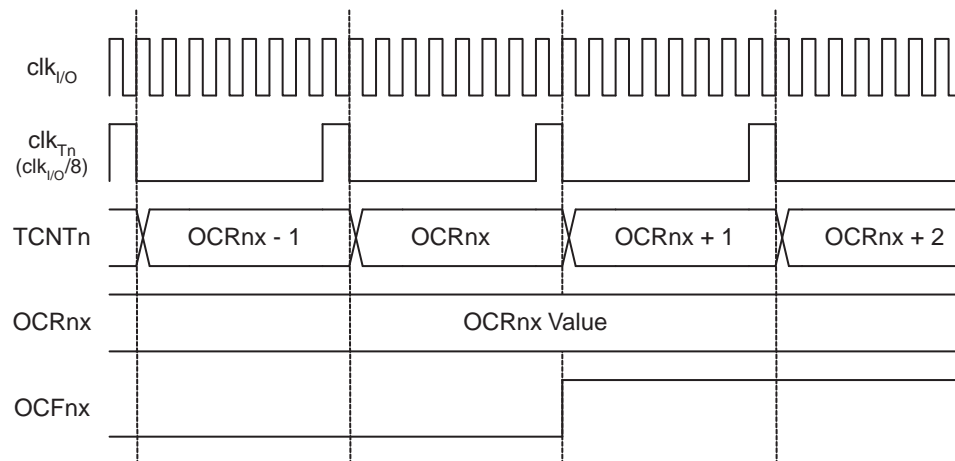 clkI/O
clkTn
(clkI/O/8)
TCNTn OCRnx - 1 OCRnx OCRnx + 1 OCRnx + 2
OCRnx OCRnx Value
OCFnx